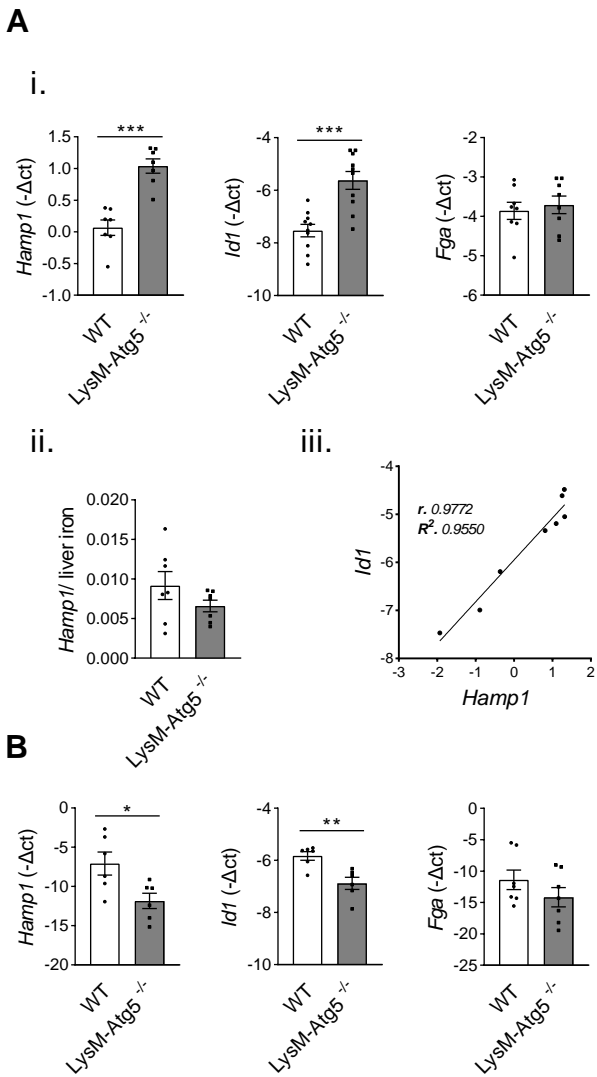 A
i.
Hamp1 (-Δct)
1.5
1.0
0.5
0.0
-0.5
-1.0
***
WT
LysM-Atg5 -/-
Id1 (-Δct)
-4
-6
-8
-10
***
WT
LysM-Atg5 -/-
Fga (-Δct)
-2
-3
-4
-5
-6
WT
LysM-Atg5 -/-
ii.
Hamp1/ liver iron
0.020
0.015
0.010
0.005
0.000
WT
LysM-Atg5 -/-
iii.
Id1
-4
-5
-6
-7
-8
r. 0.9772
R². 0.9550
-3 -2 -1 0 1 2
Hamp1
B
Hamp1 (-Δct)
0
-5
-10
-15
-20
*
WT
LysM-Atg5 -/-
Id1 (-Δct)
-4
-6
-8
-10
**
WT
LysM-Atg5 -/-
Fga (-Δct)
0
-5
-10
-15
-20
-25
WT
LysM-Atg5 -/-